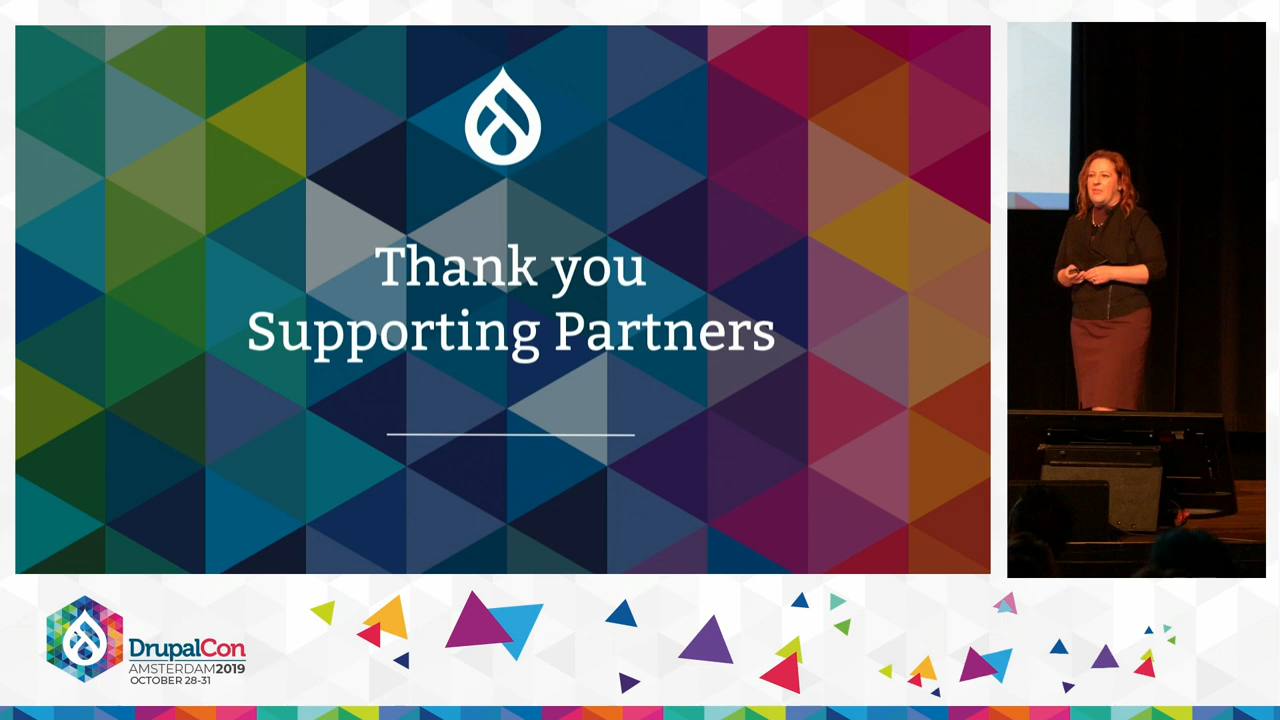 Thank you
Supporting Partners
DrupalCon
AMSTERDAM2019
OCTOBER 28-31